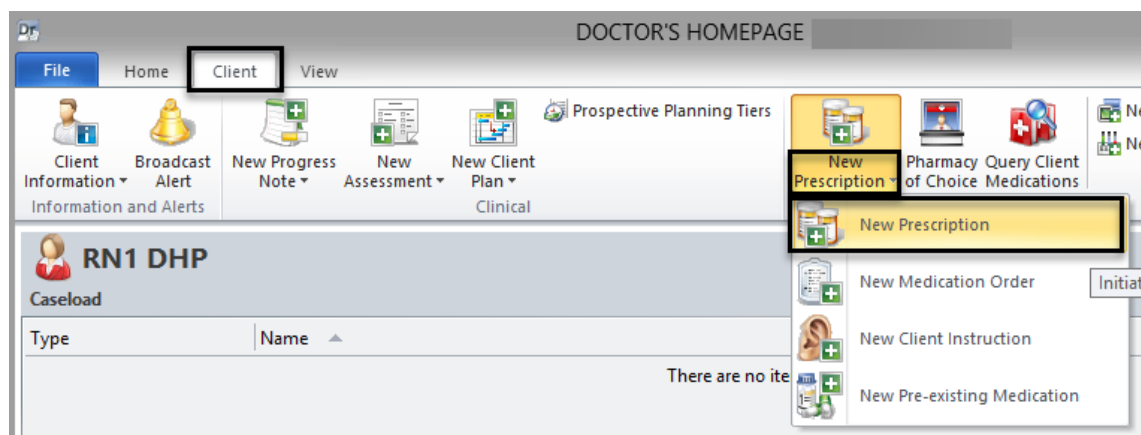 Dr
DOCTOR'S HOMEPAGE
File Home Client View
Client Information
Broadcast Alert
New Progress Note
New Assessment
New Client Plan
Prospective Planning Tiers
New Prescription
Pharmacy of Choice
Query Client Medications
Information and Alerts
Clinical
New Prescription
New Medication Order
New Client Instruction
New Pre-existing Medication
RN1 DHP
Caseload
Type Name
There are no